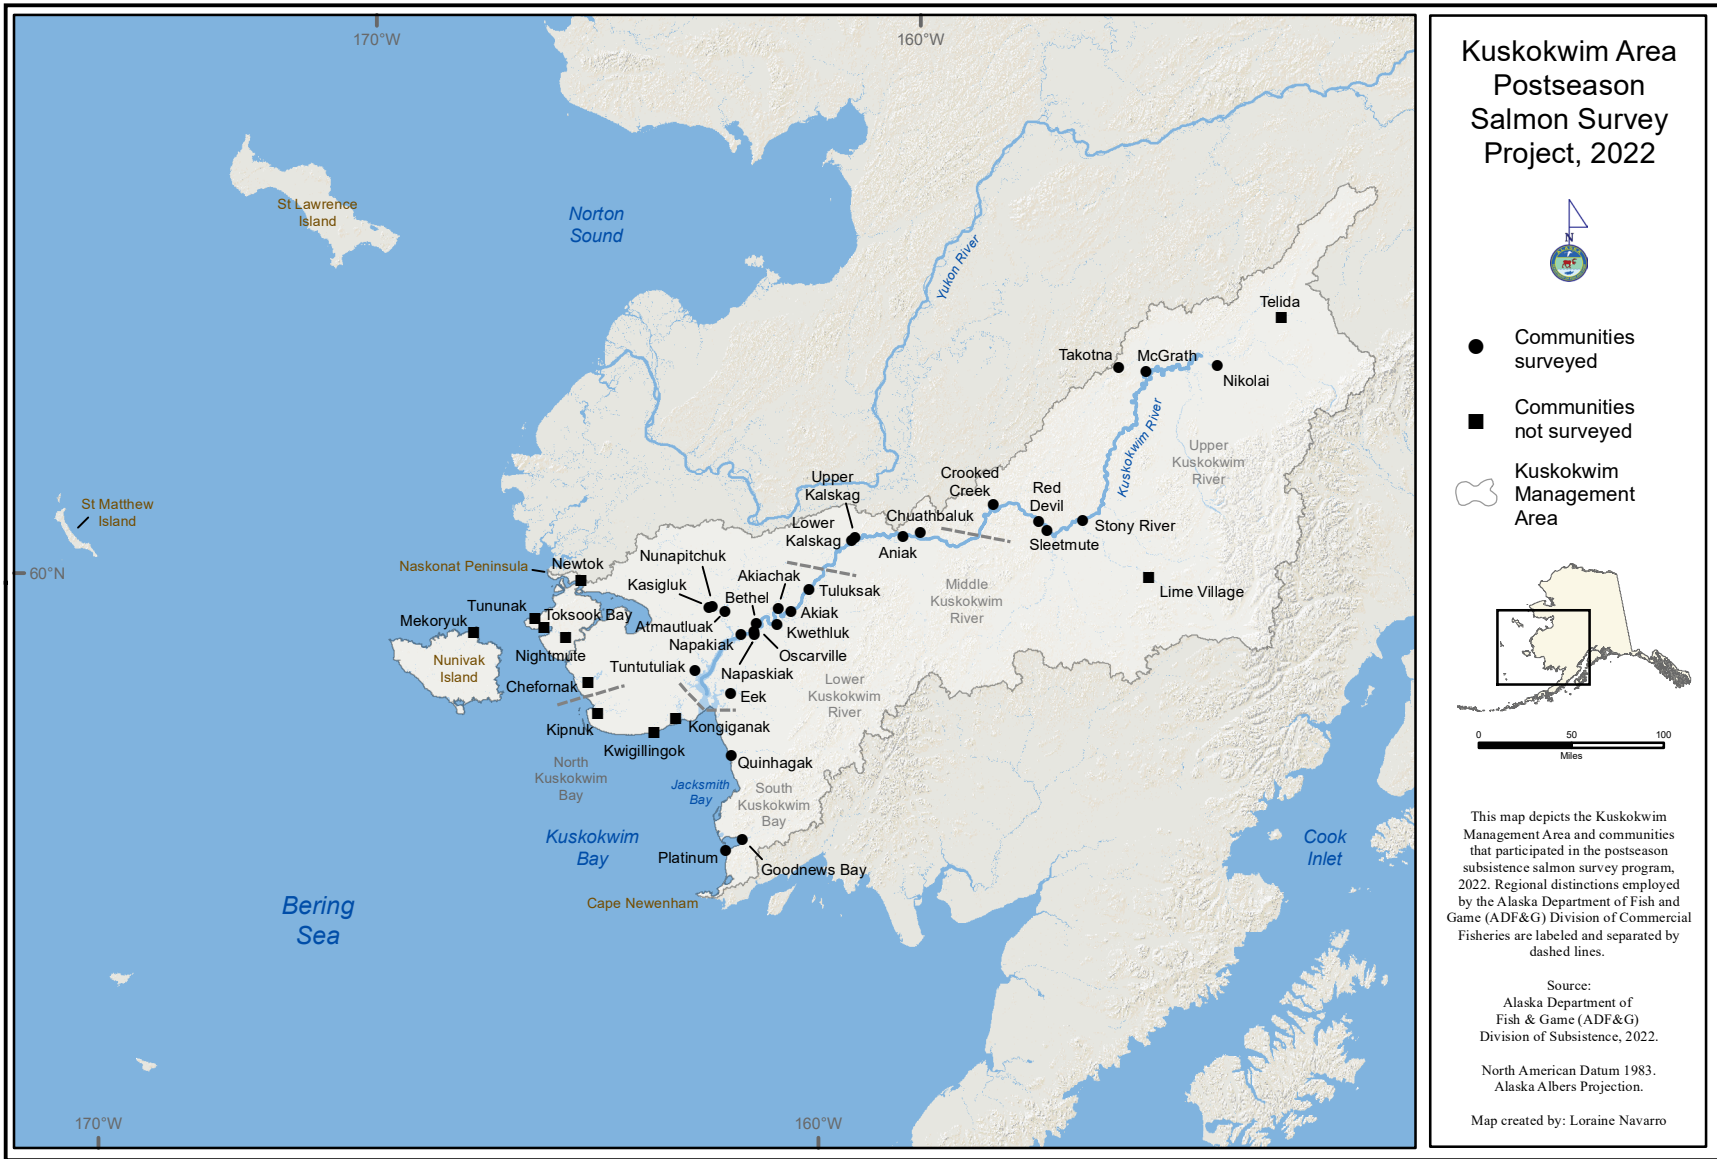 170°W
160°W
St Lawrence
Island
Norton
Sound
Yukon River
Telida
Takotna
McGrath
Nikolai
Kuskokwim River
Upper
Kuskokwim
River
Upper
Kalskag
Crooked
Creek
Red
Devil
Chuathbaluk
Lower
Kalskag
Aniak
Stony River
Sleetmute
St Matthew
Island
60°N
Naskonat Peninsula
Newtok
Nunapitchuk
Kasigluk
Akiachak
Bethel
Tuluksak
Middle
Kuskokwim
River
Lime Village
Tununak
Toksook Bay
Mekoryuk
Atmautluak
Akiak
Napakiak
Kwethluk
Nightmute
Oscarville
Nunivak
Island
Tuntutuliak
Napaskiak
Chefornak
Eek
Lower
Kuskokwim
River
Kipnuk
Kongiganak
Kwigillingok
Quinhagak
North
Kuskokwim
Bay
Jacksmith
Bay
South
Kuskokwim
Bay
Kuskokwim
Bay
Platinum
Goodnews Bay
Cook
Inlet
Cape Newenham
Bering
Sea
170°W
160°W
Kuskokwim Area
Postseason
Salmon Survey
Project, 2022
N
Communities
surveyed
Communities
not surveyed
Kuskokwim
Management
Area
0 50 100
Miles
This map depicts the Kuskokwim
Management Area and communities
that participated in the postseason
subsistence salmon survey program,
2022. Regional distinctions employed
by the Alaska Department of Fish and
Game (ADF&G) Division of Commercial
Fisheries are labeled and separated by
dashed lines.
Source:
Alaska Department of
Fish & Game (ADF&G)
Division of Subsistence, 2022.
North American Datum 1983.
Alaska Albers Projection.
Map created by: Loraine Navarro